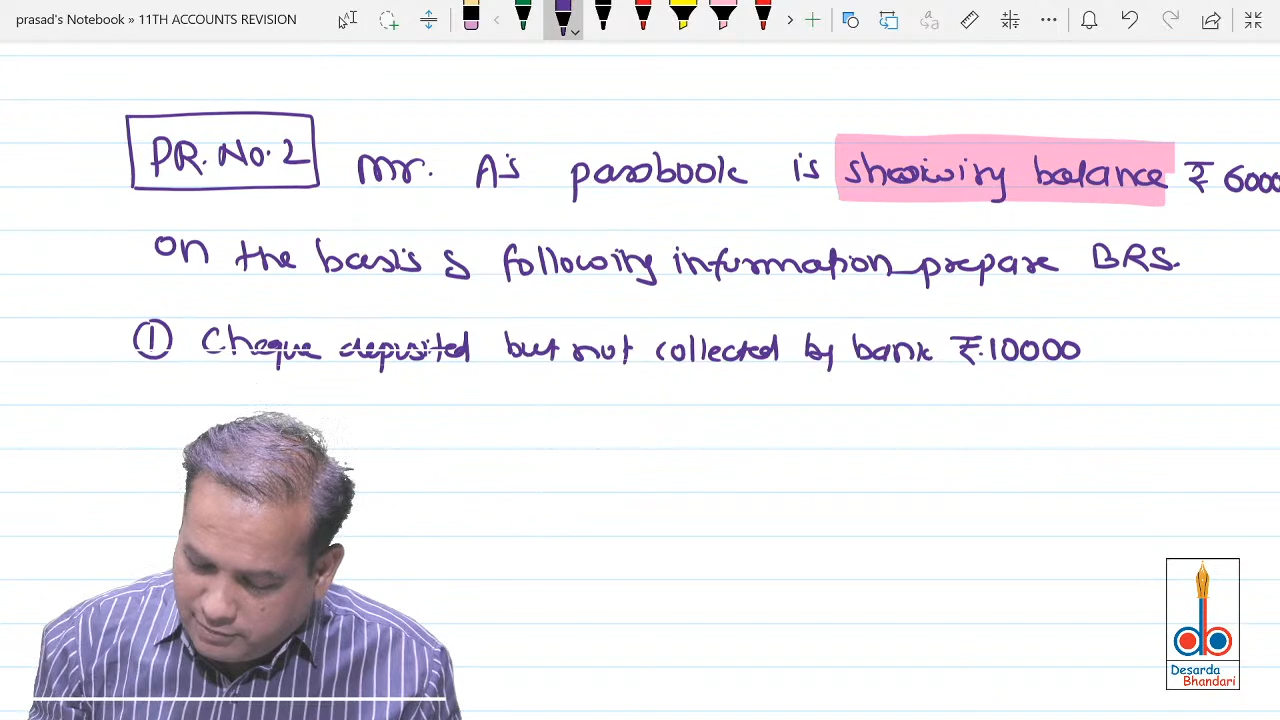 prasad's Notebook » 11TH ACCOUNTS REVISION
PR. No. 2 Mr. A's passbook is showing balance ₹ 6000
on the basis of following information prepare BRS.
① Cheque deposited but not collected by bank ₹.10000
db
Desarda
Bhandari